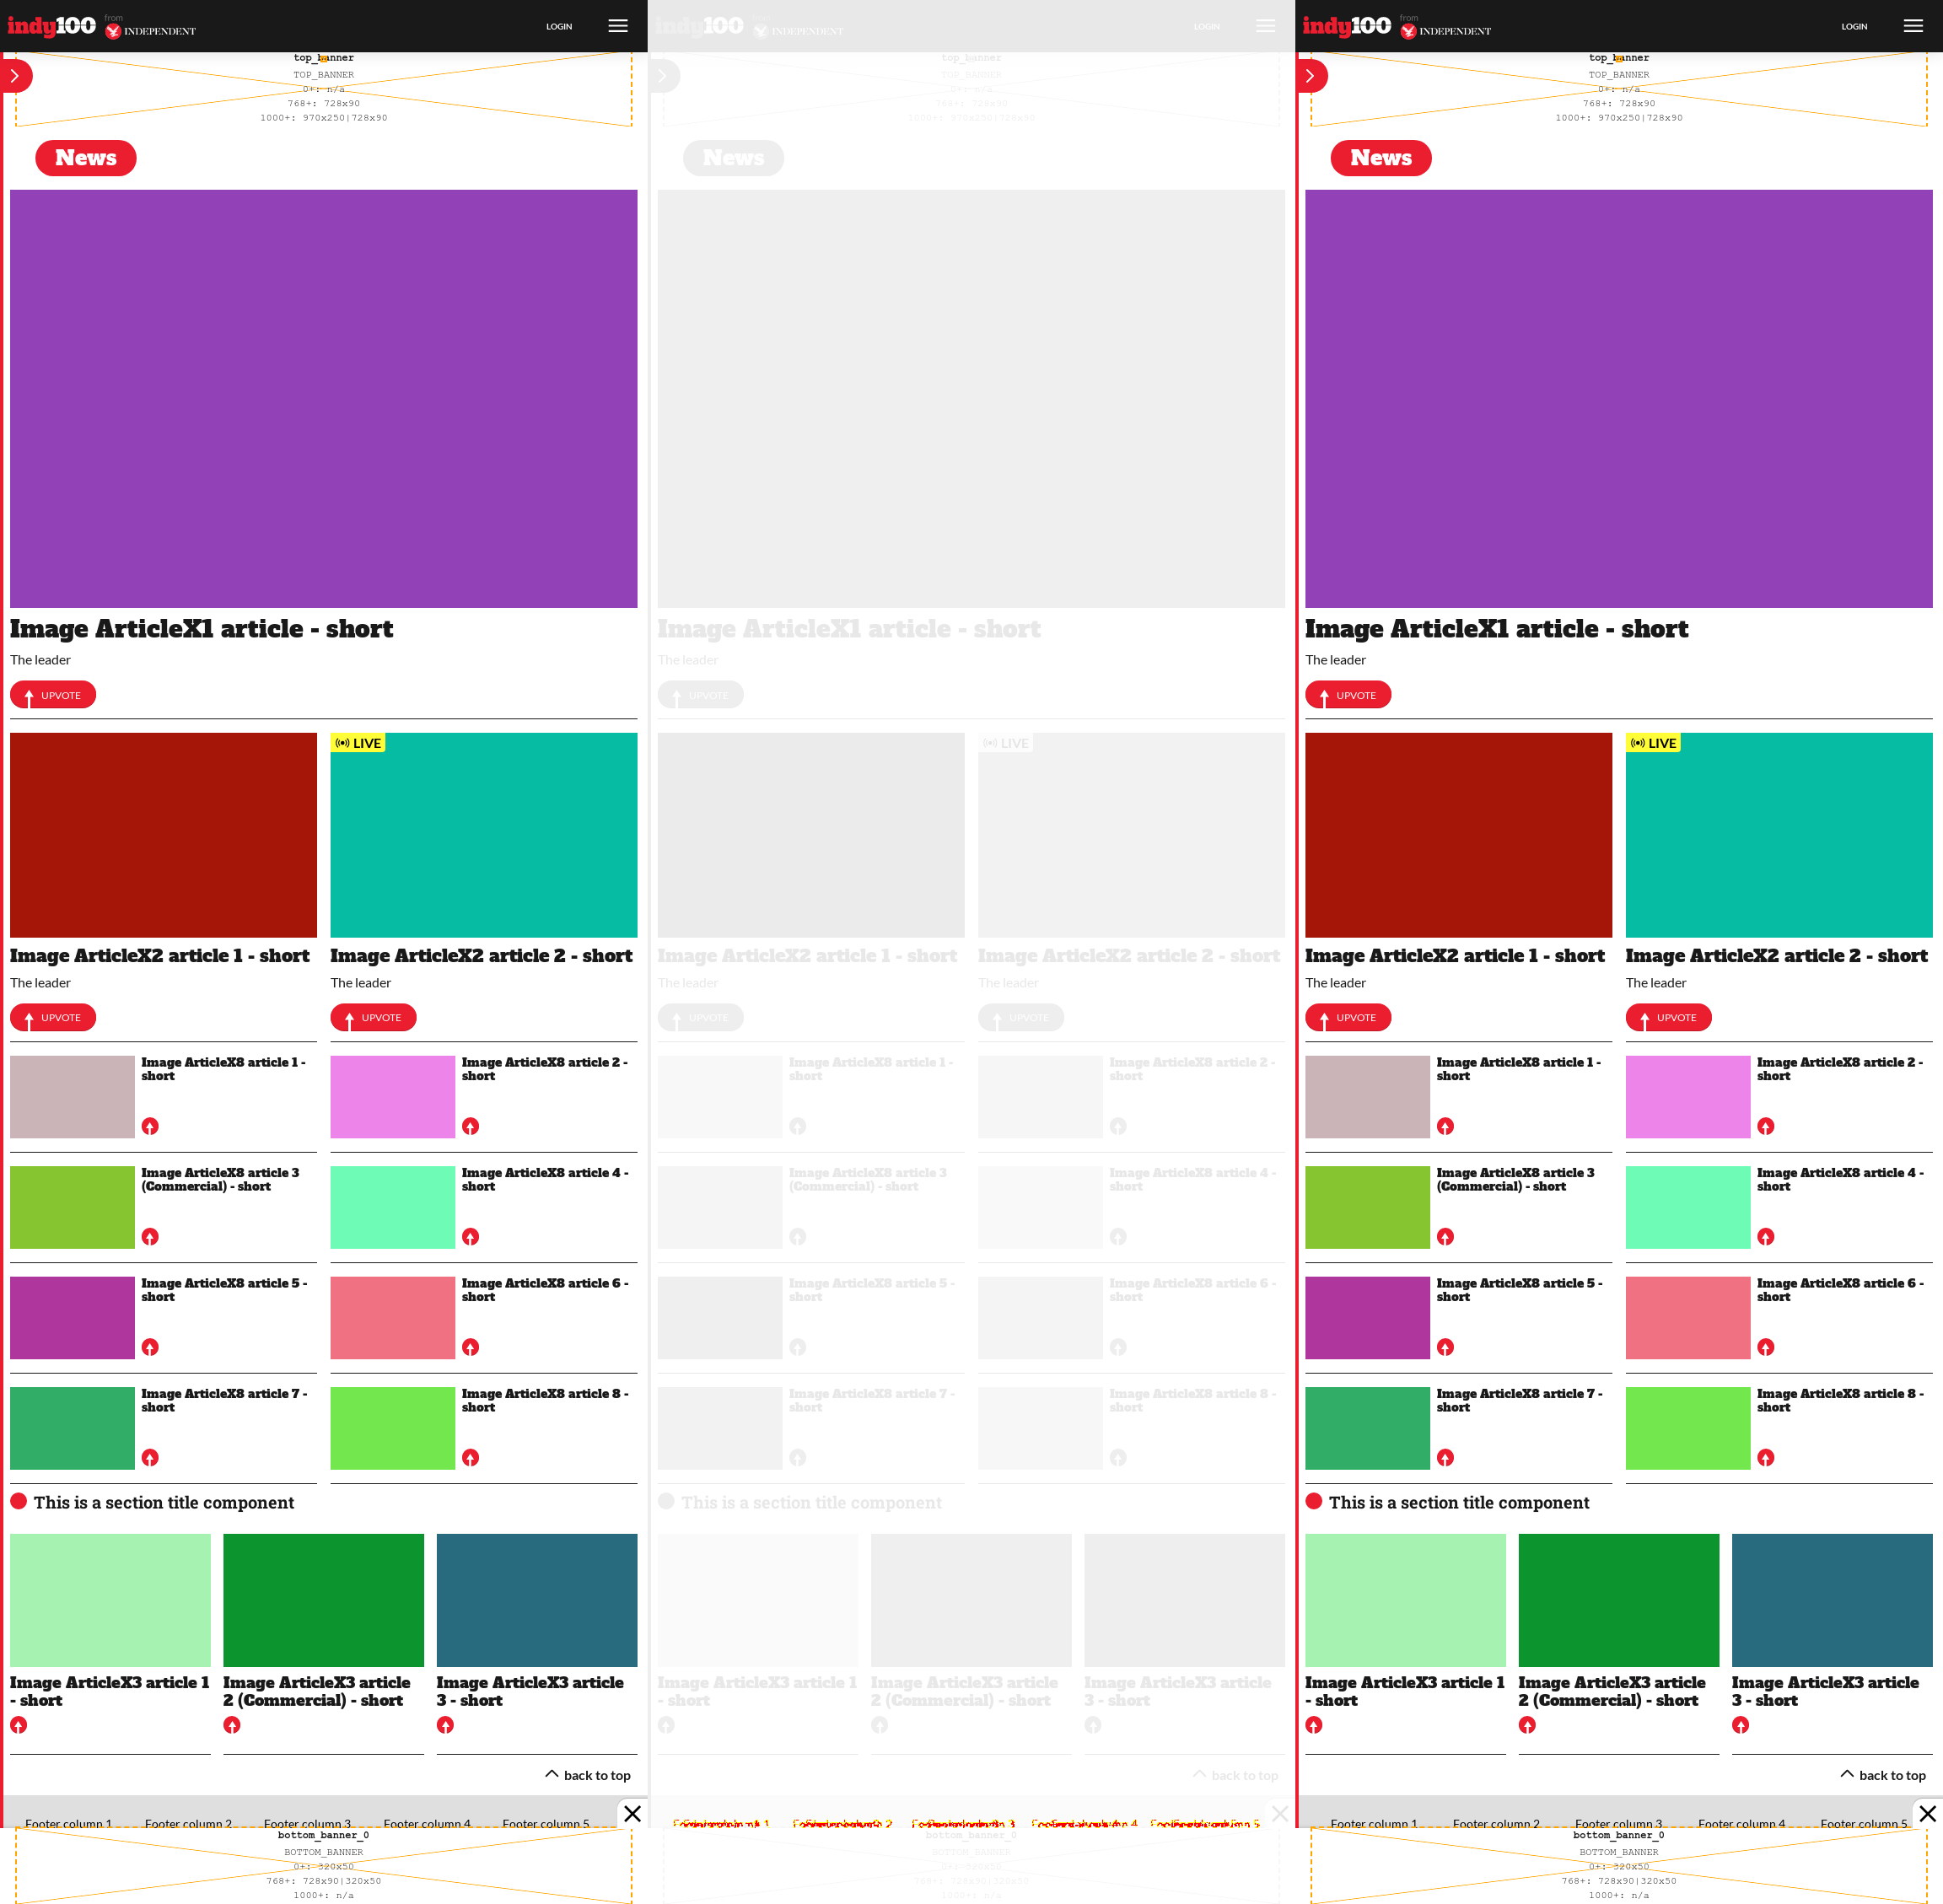 indy100 from INDEPENDENT
LOGIN
top_banner
TOP_BANNER
0+: n/a
768+: 728x90
1000+: 970x250|728x90
News
Image ArticleX1 article - short
The leader
UPVOTE
LIVE
Image ArticleX2 article 1 - short
The leader
UPVOTE
Image ArticleX2 article 2 - short
The leader
UPVOTE
Image ArticleX8 article 1 -
short
Image ArticleX8 article 2 -
short
Image ArticleX8 article 3
(Commercial) - short
Image ArticleX8 article 4 -
short
Image ArticleX8 article 5 -
short
Image ArticleX8 article 6 -
short
Image ArticleX8 article 7 -
short
Image ArticleX8 article 8 -
short
This is a section title component
Image ArticleX3 article 1
- short
Image ArticleX3 article
2 (Commercial) - short
Image ArticleX3 article
3 - short
back to top
Footer column 1
Footer column 2
Footer column 3
Footer column 4
Footer column 5
bottom_banner_0
BOTTOM_BANNER
0+: 320x50
768+: 728x90|320x50
1000+: n/a
indy100
INDEPENDENT
LOGIN
top_banner
TOP_BANNER
0+: n/a
768+: 728x90
1000+: 970x250|728x90
News
Image ArticleX1 article - short
The leader
UPVOTE
LIVE
Image ArticleX2 article 1 - short
The leader
UPVOTE
Image ArticleX2 article 2 - short
The leader
UPVOTE
Image ArticleX8 article 1 -
short
Image ArticleX8 article 2 -
short
Image ArticleX8 article 3
(Commercial) - short
Image ArticleX8 article 4 -
short
Image ArticleX8 article 5 -
short
Image ArticleX8 article 6 -
short
Image ArticleX8 article 7 -
short
Image ArticleX8 article 8 -
short
This is a section title component
Image ArticleX3 article 1
- short
Image ArticleX3 article
2 (Commercial) - short
Image ArticleX3 article
3 - short
back to top
bottom_banner_0
BOTTOM_BANNER
0+: 320x50
768+: 728x90|320x50
1000+: n/a
indy100 from INDEPENDENT
LOGIN
top_banner
TOP_BANNER
0+: n/a
768+: 728x90
1000+: 970x250|728x90
News
Image ArticleX1 article - short
The leader
UPVOTE
LIVE
Image ArticleX2 article 1 - short
The leader
UPVOTE
Image ArticleX2 article 2 - short
The leader
UPVOTE
Image ArticleX8 article 1 -
short
Image ArticleX8 article 2 -
short
Image ArticleX8 article 3
(Commercial) - short
Image ArticleX8 article 4 -
short
Image ArticleX8 article 5 -
short
Image ArticleX8 article 6 -
short
Image ArticleX8 article 7 -
short
Image ArticleX8 article 8 -
short
This is a section title component
Image ArticleX3 article 1
- short
Image ArticleX3 article
2 (Commercial) - short
Image ArticleX3 article
3 - short
back to top
Footer column 1
Footer column 2
Footer column 3
Footer column 4
Footer column 5
bottom_banner_0
BOTTOM_BANNER
0+: 320x50
768+: 728x90|320x50
1000+: n/a